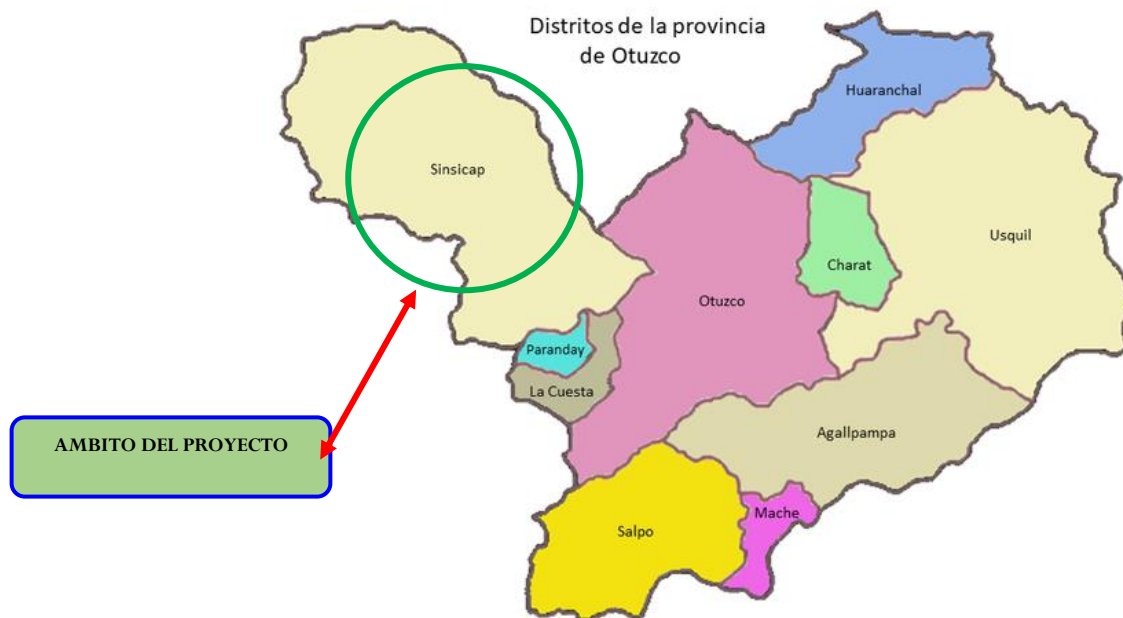 Distritos de la provincia
de Otuzco
Huaranchal
Sinsicap
Usquil
Charat
Otuzco
Paranday
La Cuesta
Agallpampa
AMBITO DEL PROYECTO
Mache
Salpo